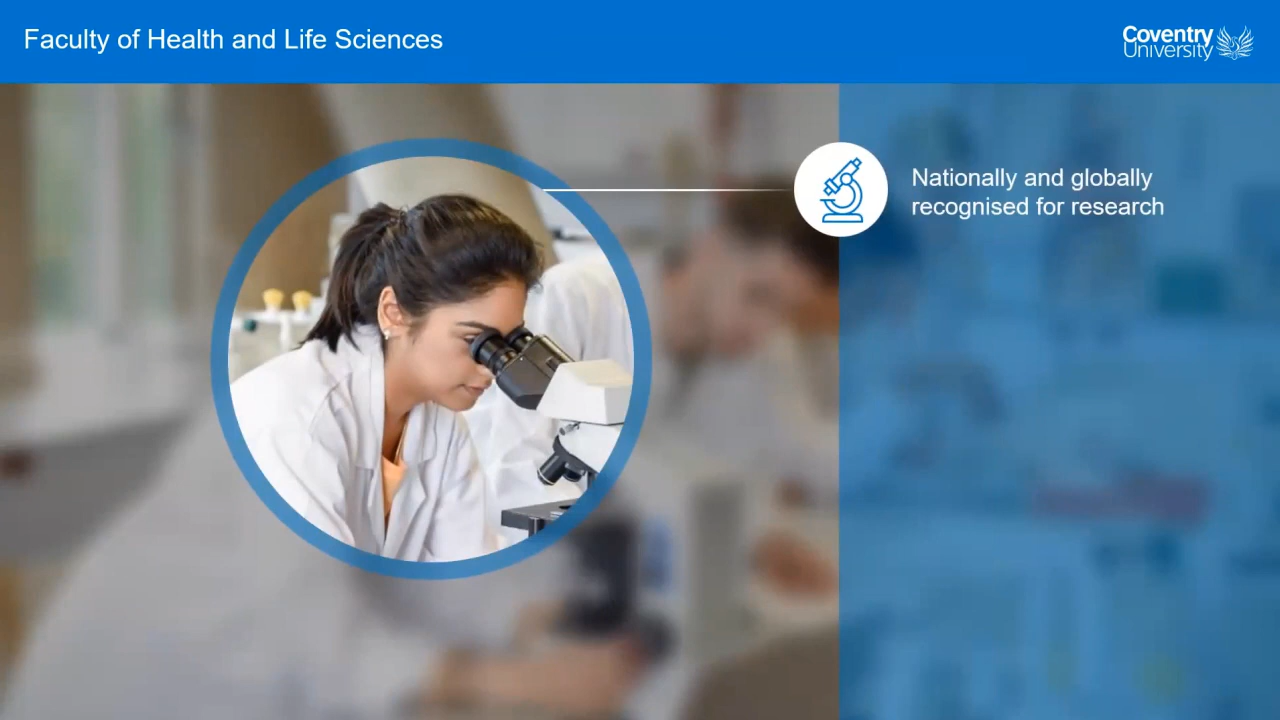 Faculty of Health and Life Sciences
Coventry
University
Nationally and globally
recognised for research